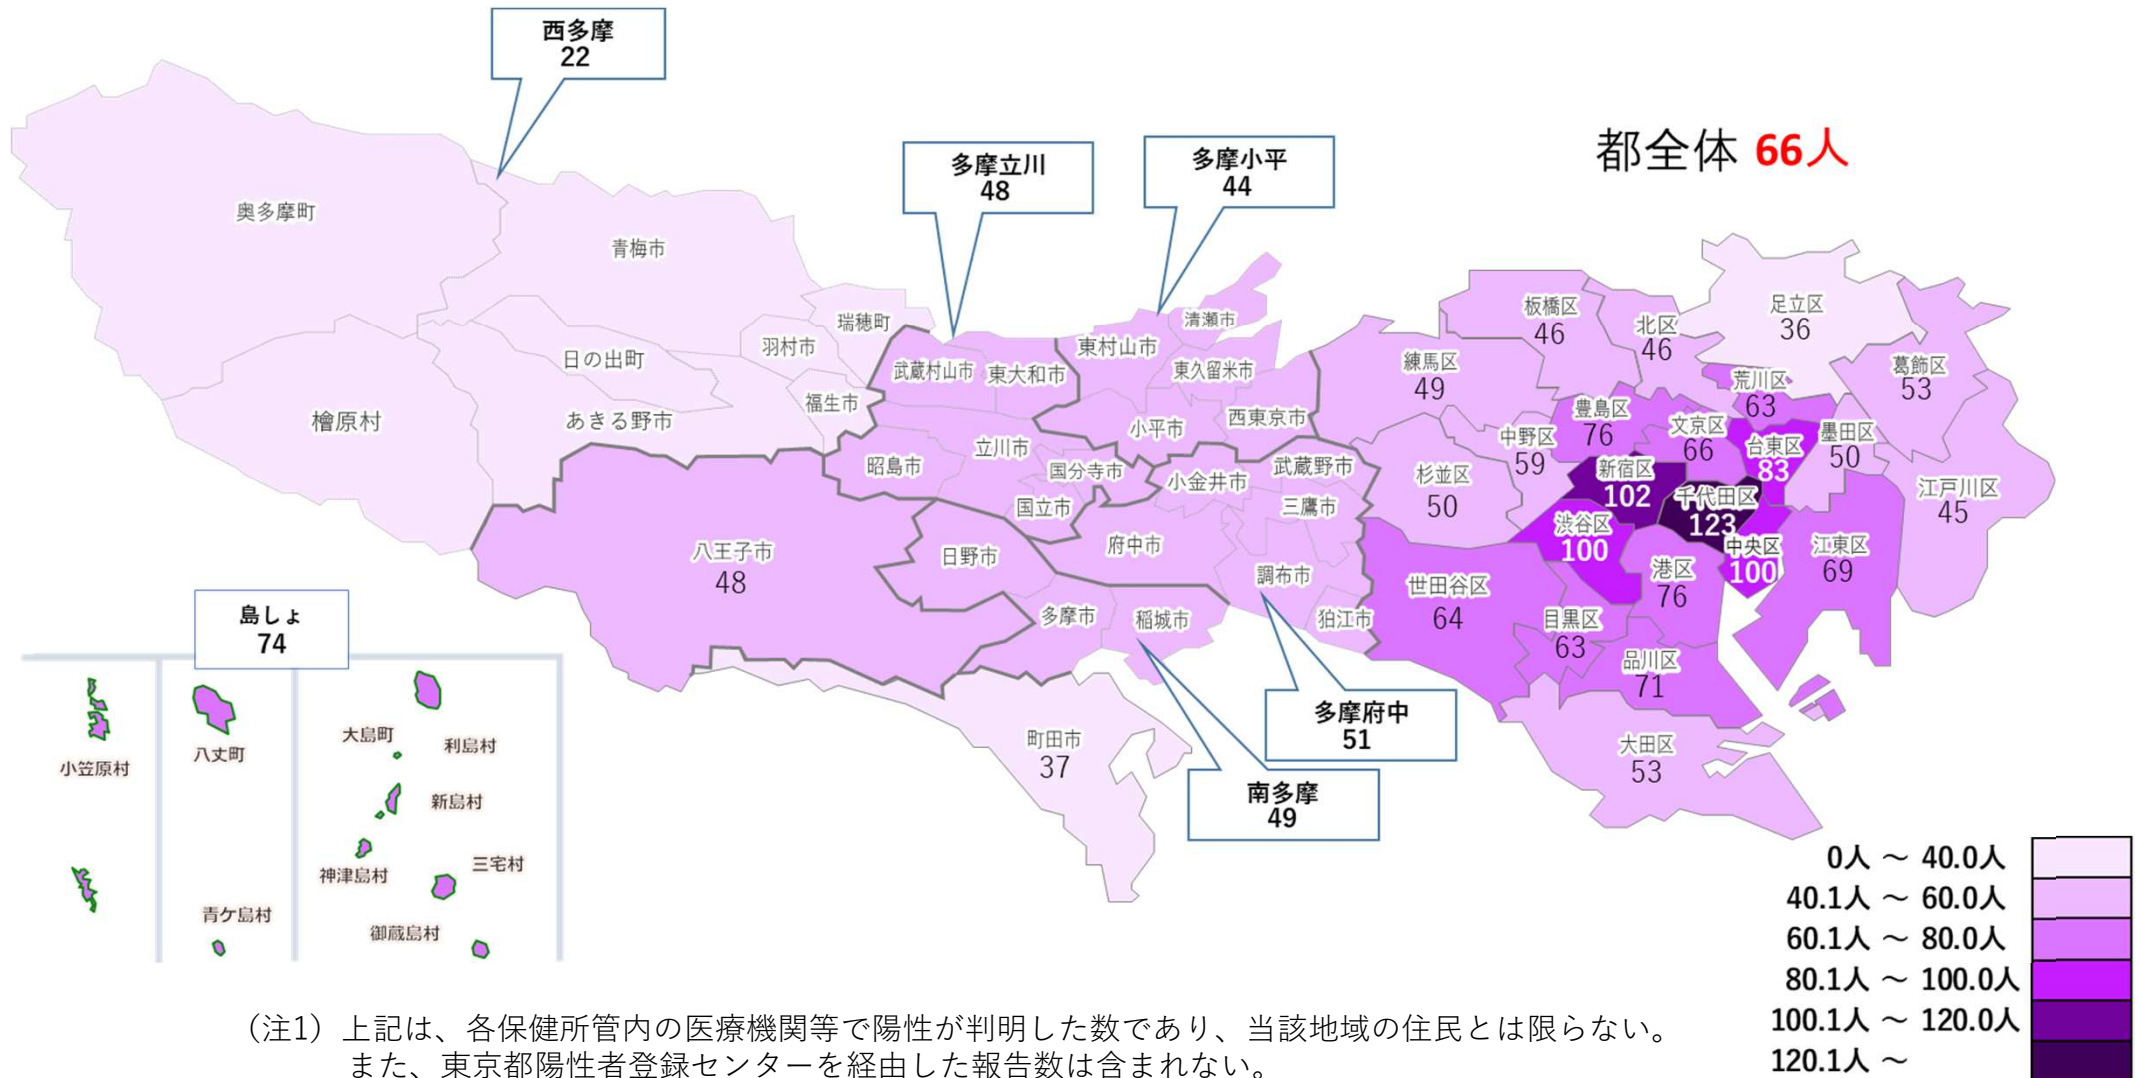 西多摩
22
多摩立川
48
多摩小平
44
都全体 66人
奥多摩町
青梅市
瑞穂町
羽村市
日の出町
福生市
あきる野市
檜原村
武蔵村山市
東大和市
東村山市
清瀬市
東久留米市
西東京市
小平市
立川市
昭島市
国分寺市
国立市
小金井市
武蔵野市
三鷹市
府中市
調布市
狛江市
八王子市
48
日野市
多摩市
稲城市
町田市
37
多摩府中
51
南多摩
49
板橋区
46
北区
46
足立区
36
葛飾区
53
練馬区
49
荒川区
63
豊島区
76
文京区
66
台東区
83
墨田区
50
中野区
59
杉並区
50
新宿区
102
千代田区
123
江戸川区
45
渋谷区
100
中央区
100
江東区
69
港区
76
世田谷区
64
目黒区
63
品川区
71
大田区
53
島しょ
74
小笠原村
八丈町
青ケ島村
大島町
利島村
新島村
神津島村
三宅村
御蔵島村
0人 ～ 40.0人
40.1人 ～ 60.0人
60.1人 ～ 80.0人
80.1人 ～ 100.0人
100.1人 ～ 120.0人
120.1人 ～
（注1）上記は、各保健所管内の医療機関等で陽性が判明した数であり、当該地域の住民とは限らない。
また、東京都陽性者登録センターを経由した報告数は含まれない。